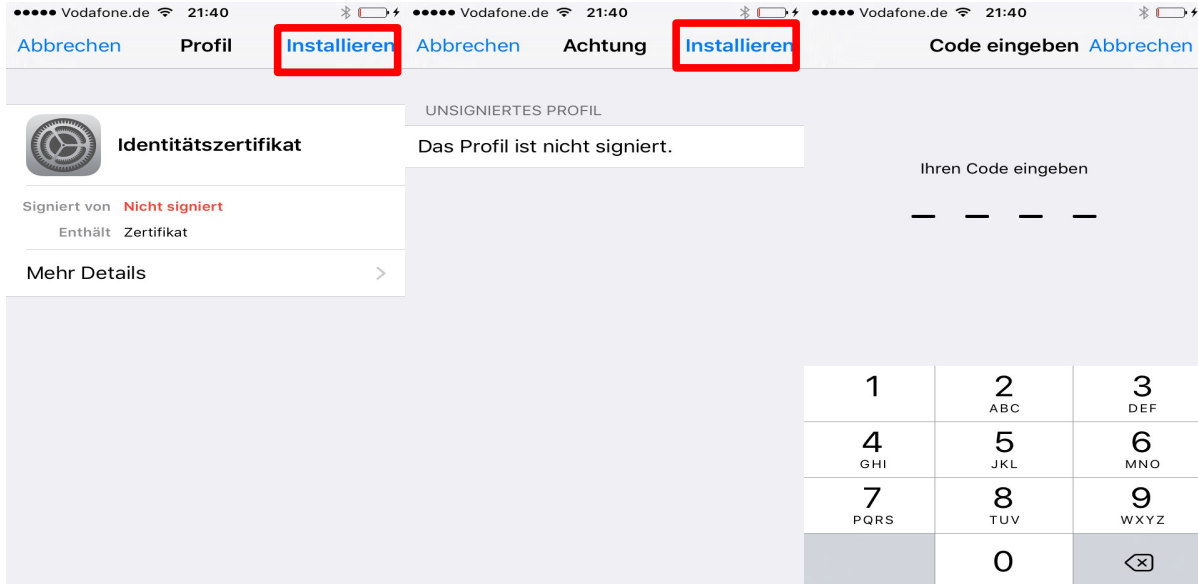 Vodafone.de 21:40
Abbrechen Profil Installieren
Identitätszertifikat
Signiert von Nicht signiert
Enthält Zertifikat
Mehr Details
Vodafone.de 21:40
Abbrechen Achtung Installieren
UNSIGNIERTES PROFIL
Das Profil ist nicht signiert.
Vodafone.de 21:40
Code eingeben Abbrechen
Ihren Code eingeben
1 2 3
ABC DEF
4 5 6
GHI JKL MNO
7 8 9
PQRS TUV WXYZ
0